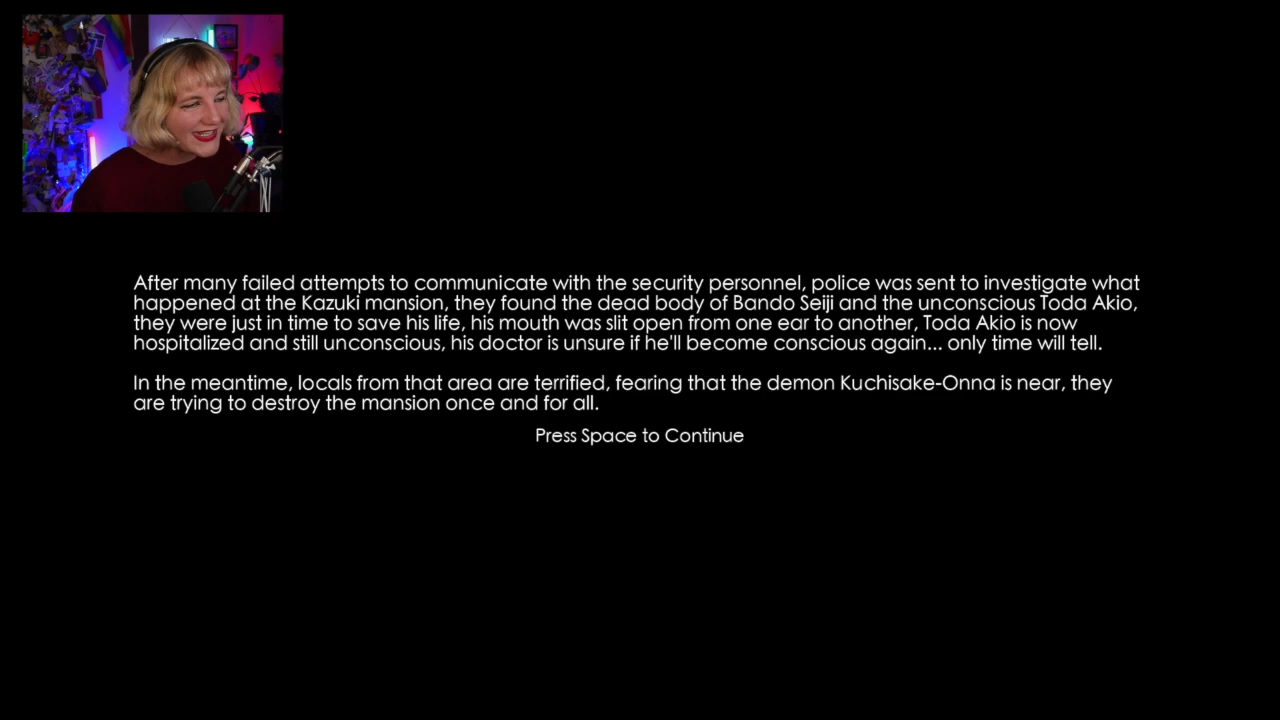 After many failed attempts to communicate with the security personnel, police was sent to investigate what
happened at the Kazuki mansion, they found the dead body of Bando Seiji and the unconscious Toda Akio,
they were just in time to save his life, his mouth was slit open from one ear to another, Toda Akio is now
hospitalized and still unconscious, his doctor is unsure if he'll become conscious again... only time will tell.
In the meantime, locals from that area are terrified, fearing that the demon Kuchisake-Onna is near, they
are trying to destroy the mansion once and for all.
Press Space to Continue